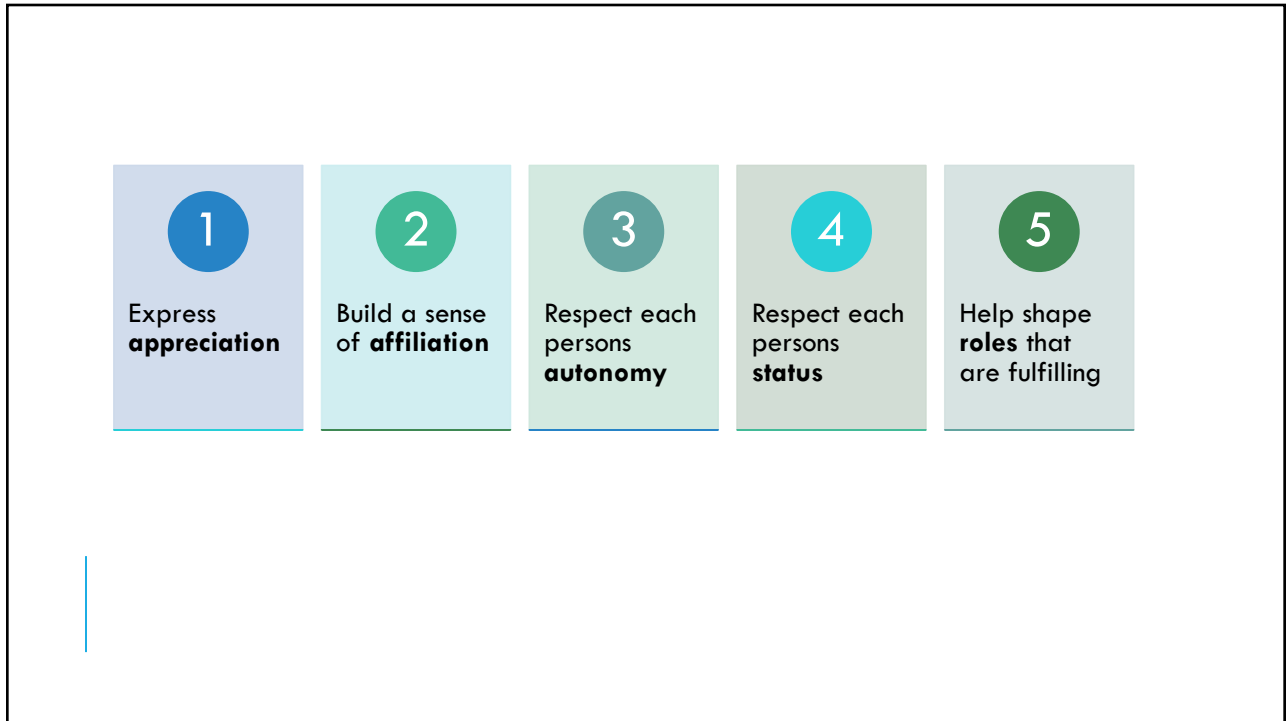 1
Express
appreciation
2
Build a sense
of affiliation
3
Respect each
persons
autonomy
4
Respect each
persons
status
5
Help shape
roles that
are fulfilling